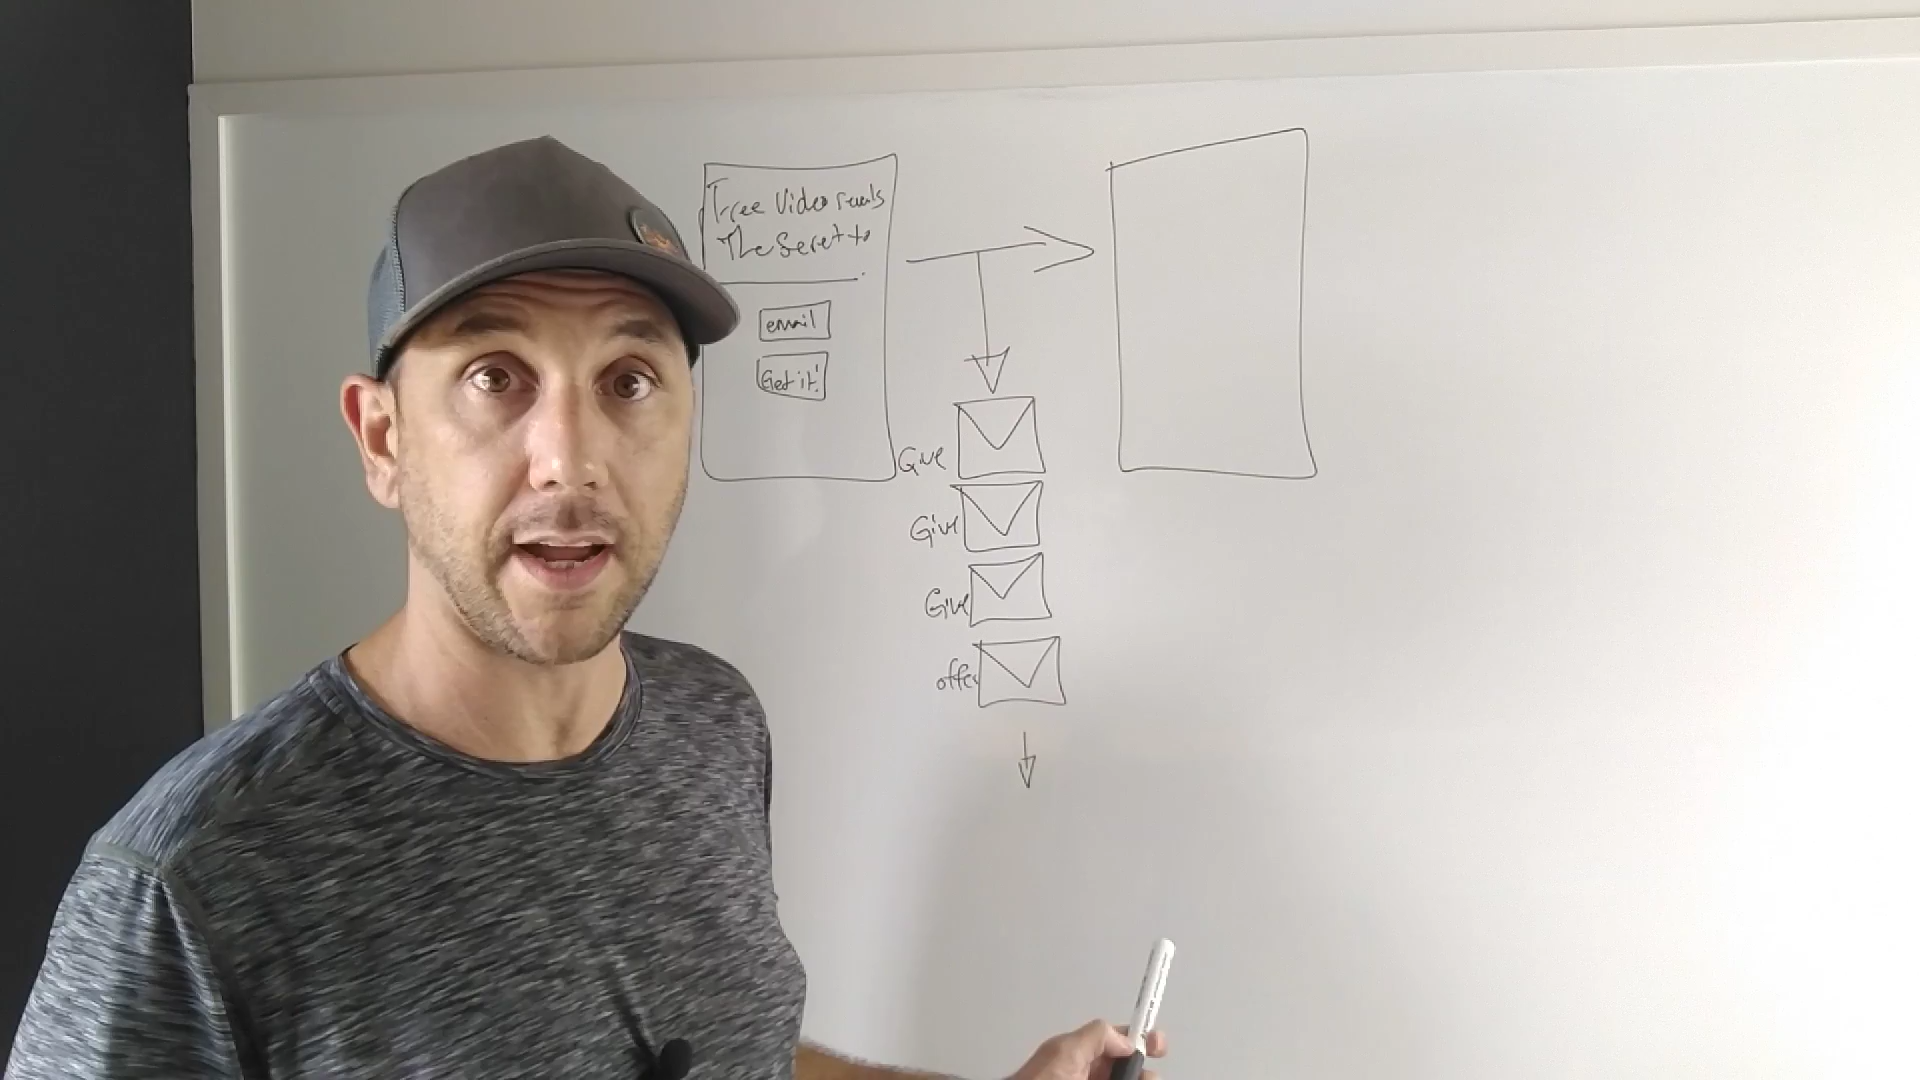 Free Video reveals
The Secret to
email
Get it!
Give
Give
Give
offer